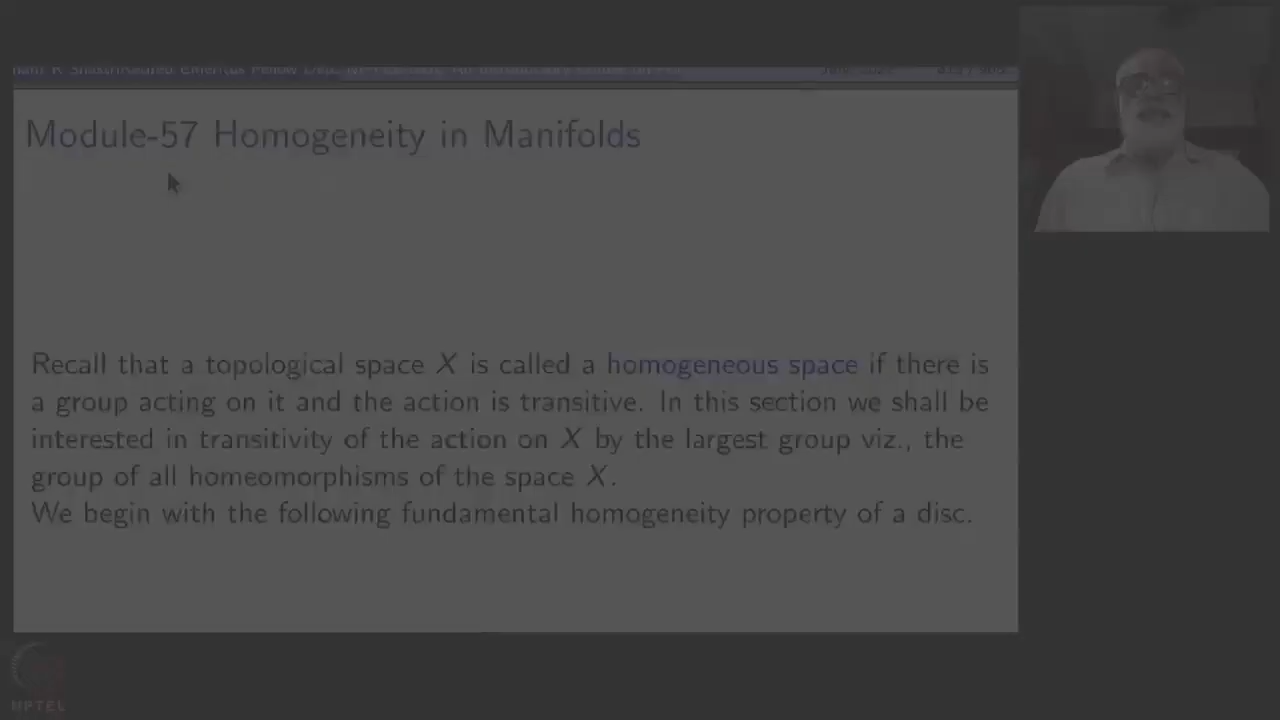 Module-57 Homogeneity in Manifolds
Recall that a topological space X is called a homogeneous space if there is
a group acting on it and the action is transitive. In this section we shall be
interested in transitivity of the action on X by the largest group viz., the
group of all homeomorphisms of the space X.
We begin with the following fundamental homogeneity property of a disc.
NPTEL